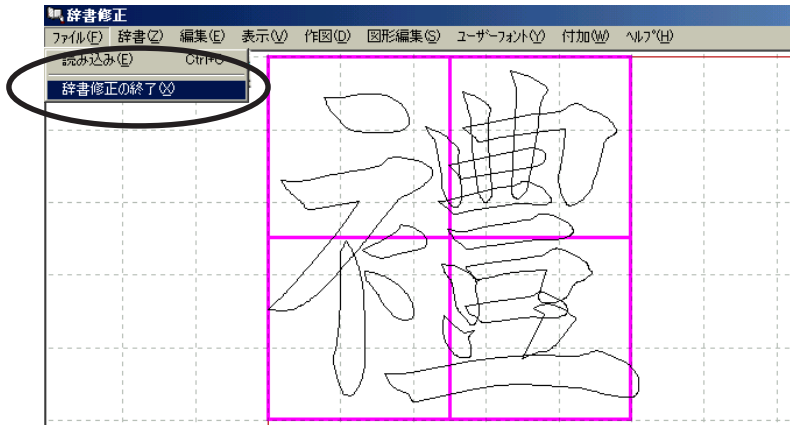 辞書修正
ファイル(F) 辞書(Z) 編集(E) 表示(V) 作図(D) 図形編集(S) ユーザーフォント(Y) 付加(W) ヘルプ(H)
読み込み(E) Ctrl+O
辞書修正の終了(X)
禮